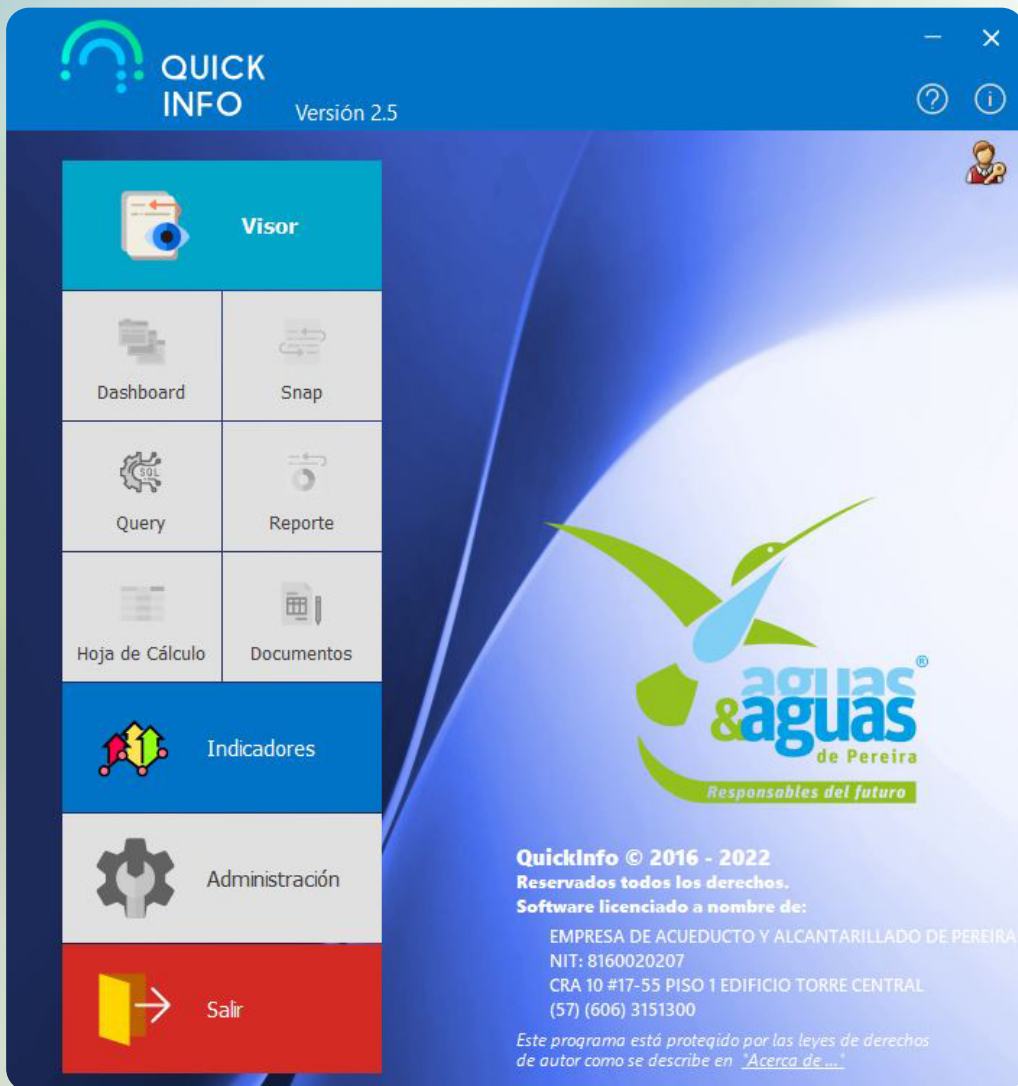 QUICK
INFO
Versión 2.5
Visor
Dashboard
Snap
SQL
Query
Reporte
Hoja de Cálculo
Documentos
Indicadores
Administración
Salir
aguas®
&aguas
de Pereira
Responsables del futuro
QuickInfo © 2016 - 2022
Reservados todos los derechos.
Software licenciado a nombre de:
EMPRESA DE ACUEDUCTO Y ALCANTARILLADO DE PEREIRA
NIT: 8160020207
CRA 10 #17-55 PISO 1 EDIFICIO TORRE CENTRAL
(57) (606) 3151300
Este programa está protegido por las leyes de derechos
de autor como se describe en "Acerca de ..."